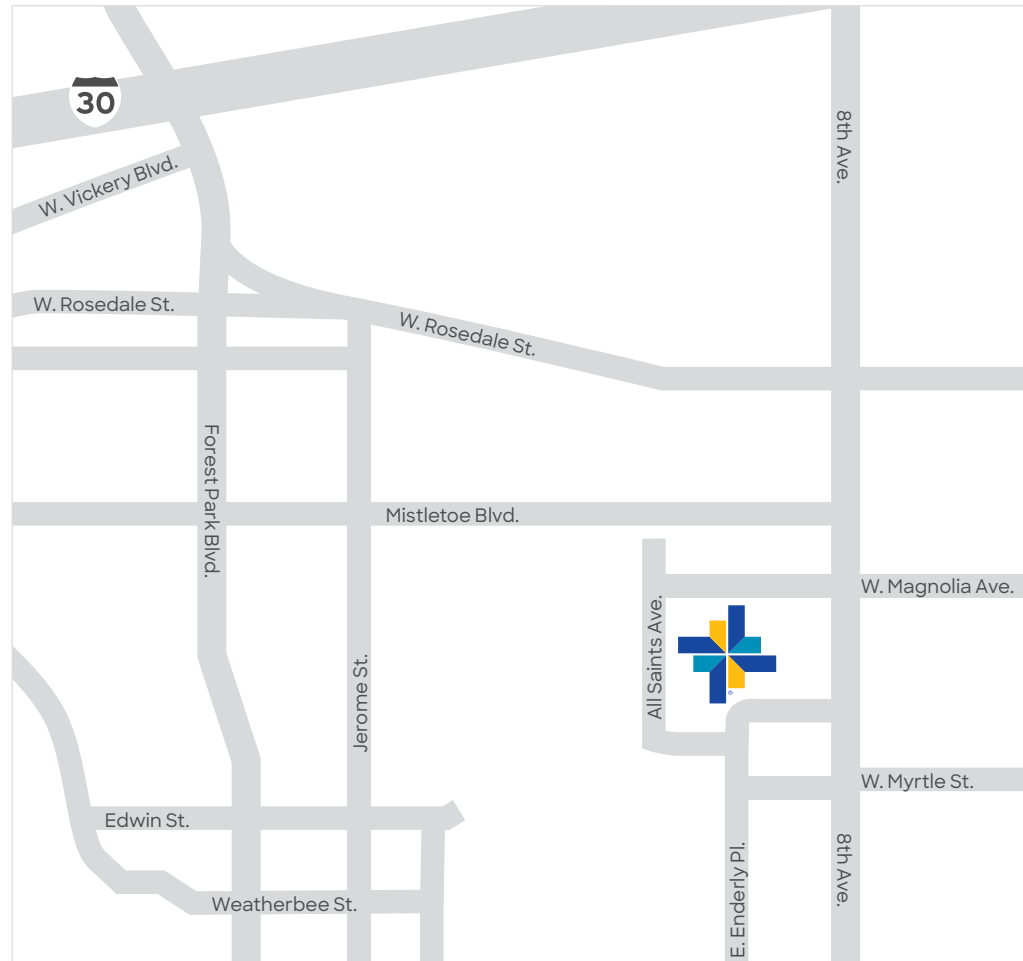 30
8th Ave.
W. Vickery Blvd.
W. Rosedale St.
W. Rosedale St.
Forest Park Blvd.
Mistletoe Blvd.
W. Magnolia Ave.
All Saints Ave.
Jerome St.
®
W. Myrtle St.
Edwin St.
8th Ave.
E. Enderly Pl.
Weatherbee St.